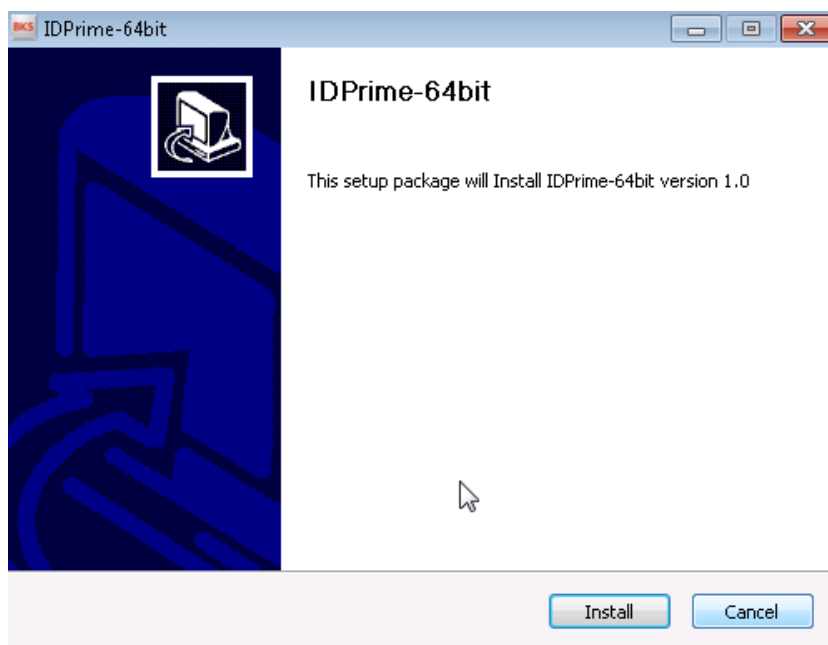 BKS IDPrime-64bit
IDPrime-64bit
This setup package will Install IDPrime-64bit version 1.0
Install Cancel